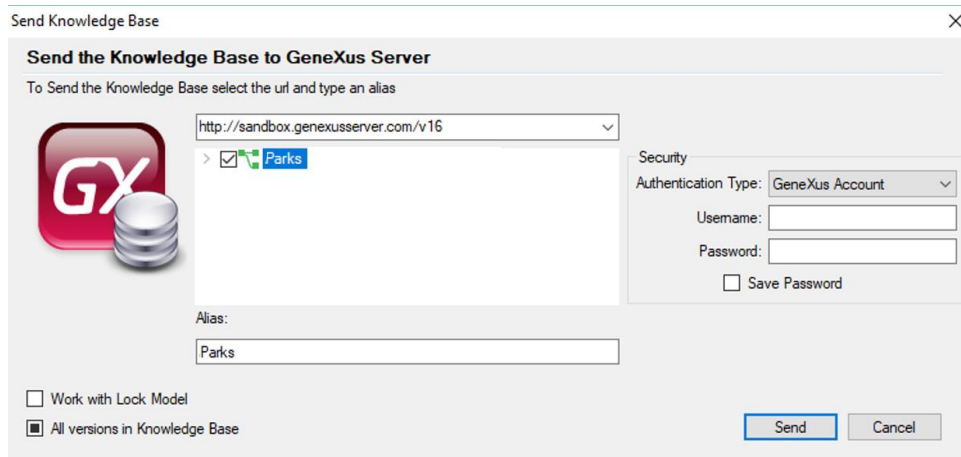 Send Knowledge Base
Send the Knowledge Base to GeneXus Server
To Send the Knowledge Base select the url and type an alias
GX
http://sandbox.genexusserver.com/v16
Parks
Security
Authentication Type: GeneXus Account
Username:
Password:
Save Password
Alias:
Parks
Work with Lock Model
All versions in Knowledge Base
Send Cancel